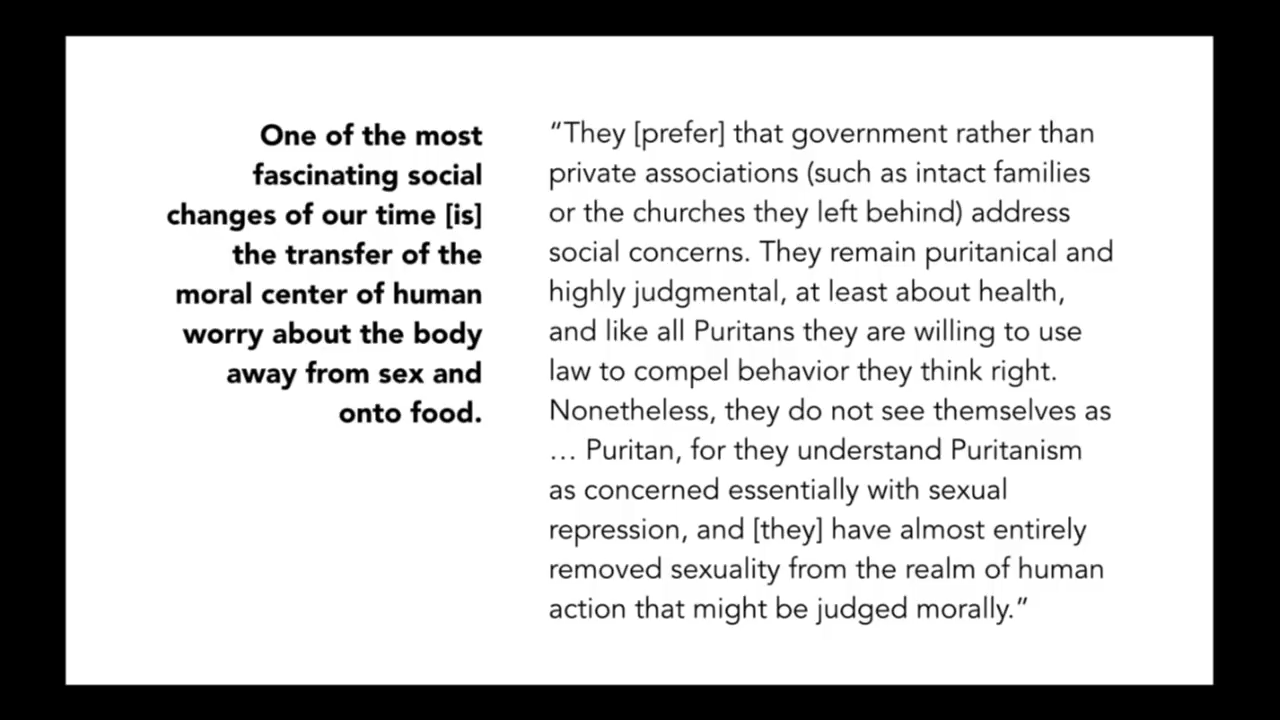 One of the most
fascinating social
changes of our time [is]
the transfer of the
moral center of human
worry about the body
away from sex and
onto food.
“They [prefer] that government rather than
private associations (such as intact families
or the churches they left behind) address
social concerns. They remain puritanical and
highly judgmental, at least about health,
and like all Puritans they are willing to use
law to compel behavior they think right.
Nonetheless, they do not see themselves as
… Puritan, for they understand Puritanism
as concerned essentially with sexual
repression, and [they] have almost entirely
removed sexuality from the realm of human
action that might be judged morally.”